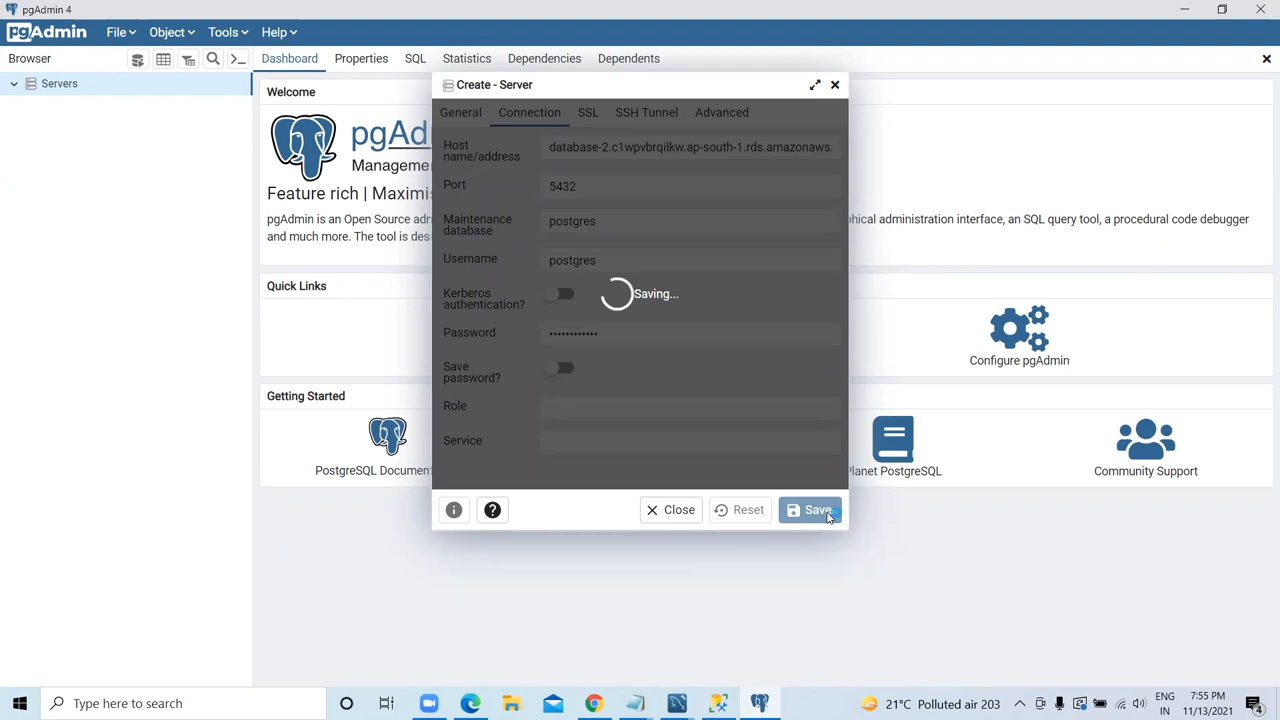 pgAdmin 4
pgAdmin File Object Tools Help
Browser Dashboard Properties SQL Statistics Dependencies Dependents
Servers
Welcome
pgAd
Manageme
Feature rich | Maximi
pgAdmin is an Open Source adr
hical administration interface, an SQL query tool, a procedural code debugger
and much more. The tool is des
Quick Links
Configure pgAdmin
Getting Started
PostgreSQL Documen
lanet PostgreSQL
Community Support
Create - Server
General Connection SSL SSH Tunnel Advanced
Host
name/address
database-2.c1wpvbrqilkw.ap-south-1.rds.amazonaws.
Port 5432
Maintenance
database
postgres
Username postgres
Kerberos
authentication?
Saving...
Password ••••••••••••
Save
password?
Role
Service
Close Reset Save
Type here to search
21°C Polluted air 203
ENG
IN
7:55 PM
11/13/2021
4